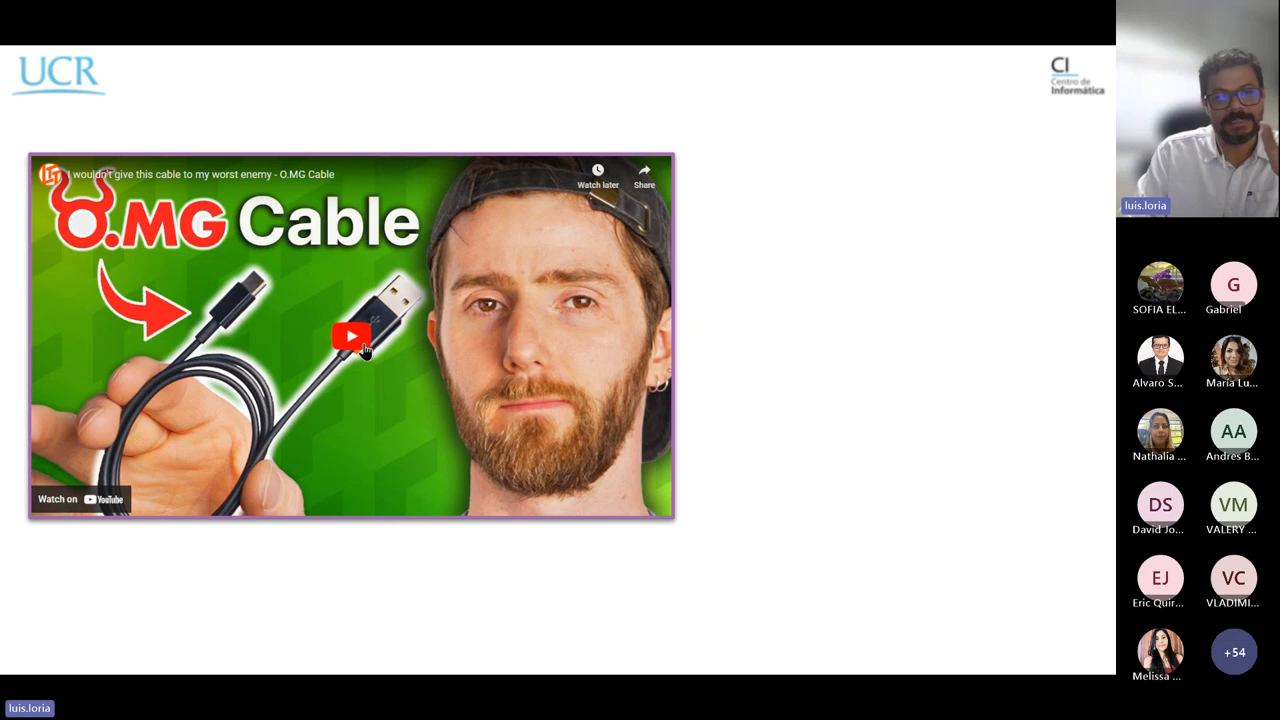 UCR
CI
Centro de
Informática
I wouldn't give this cable to my worst enemy - O.MG Cable
Watch later
Share
O.MG Cable
Watch on YouTube
luis.loria
SOFIA EL...
G
Gabriel
Alvaro S...
María Lu...
Nathalia ...
AA
Andres B...
DS
David Jo...
VM
VALERY ...
EJ
Eric Quir...
VC
VLADIMI...
Melissa ...
+54
luis.loria